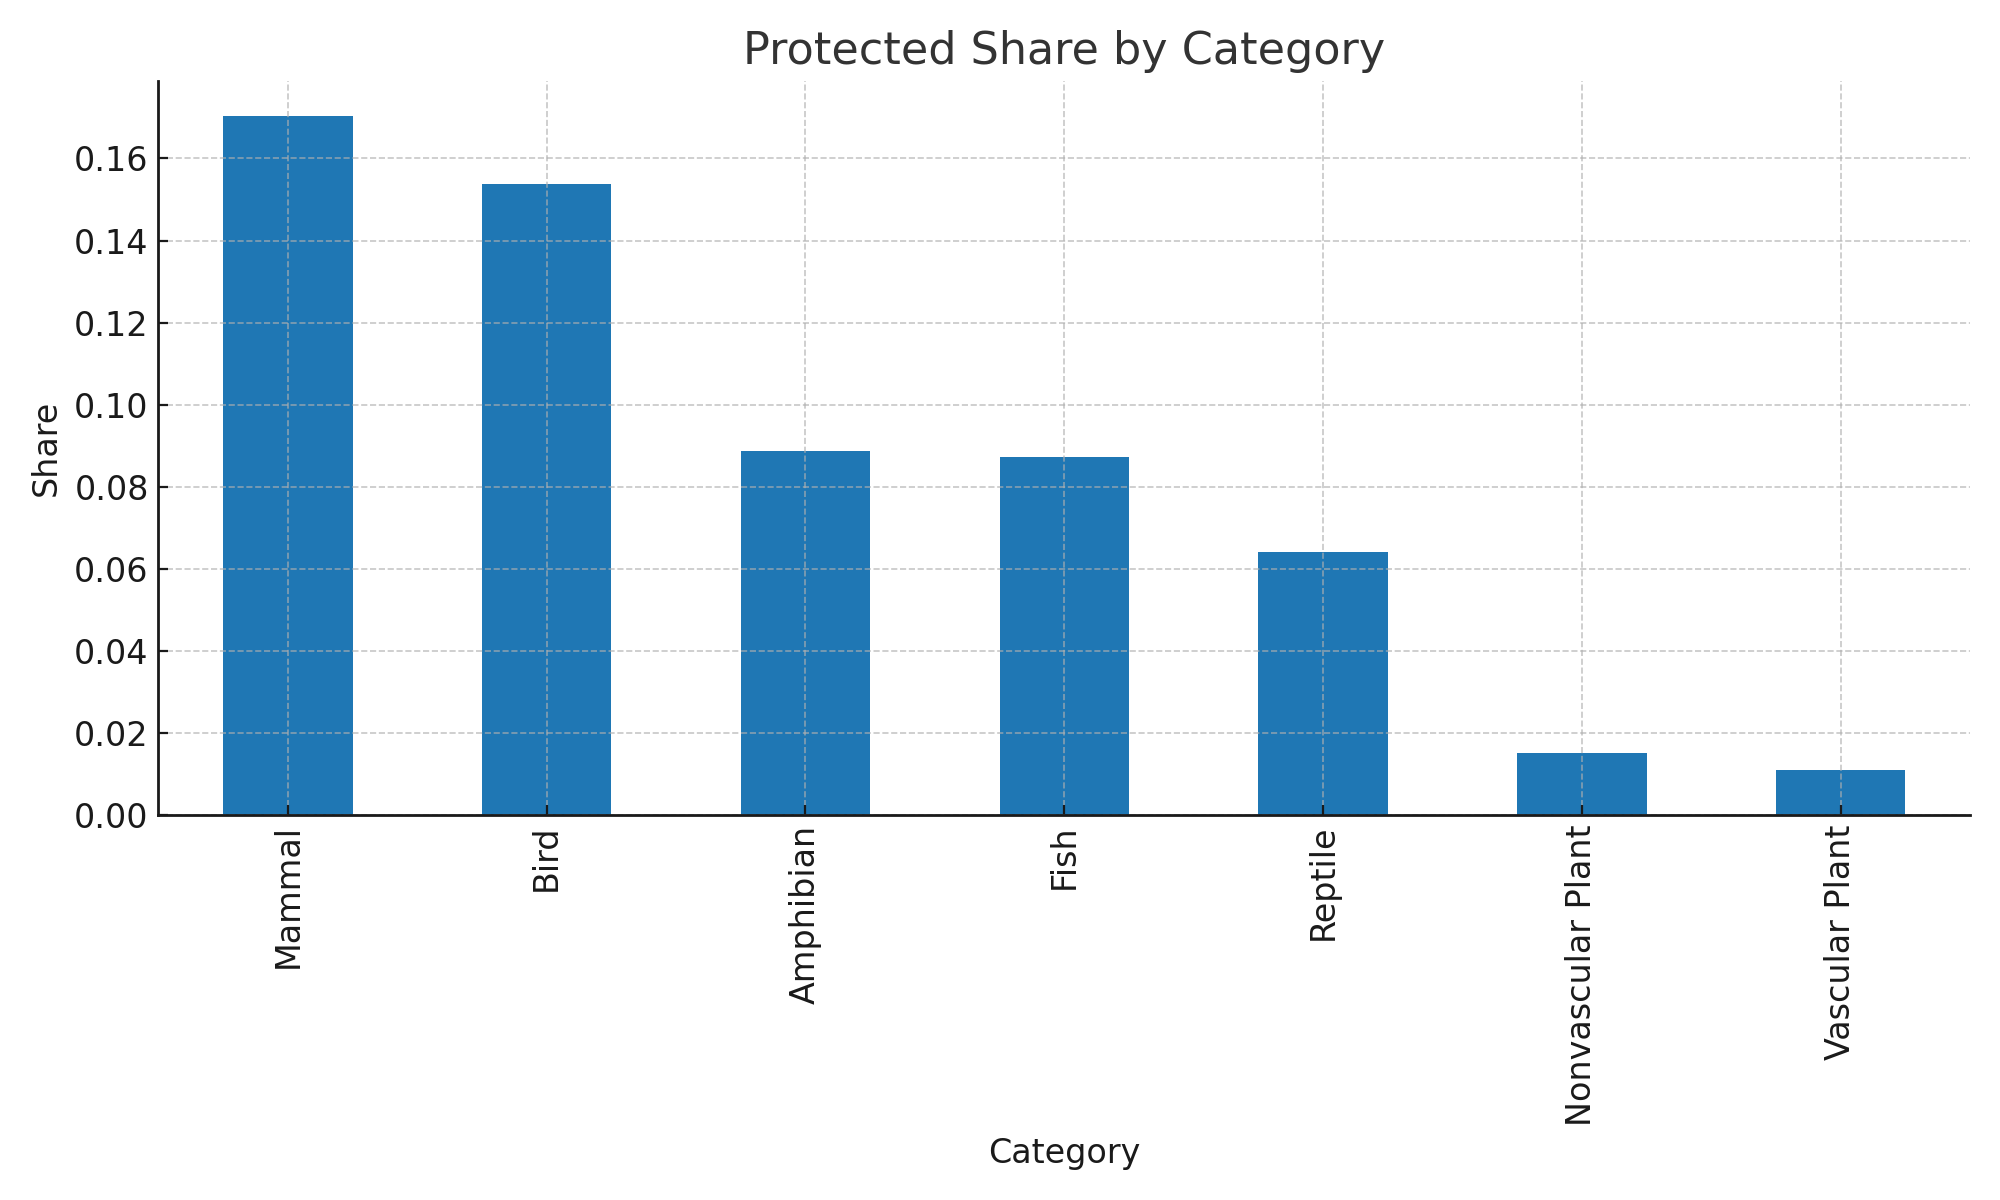 Protected Share by Category
Share
0.16
0.14
0.12
0.10
0.08
0.06
0.04
0.02
0.00
Mammal
Bird
Amphibian
Fish
Reptile
Nonvascular Plant
Vascular Plant
Category